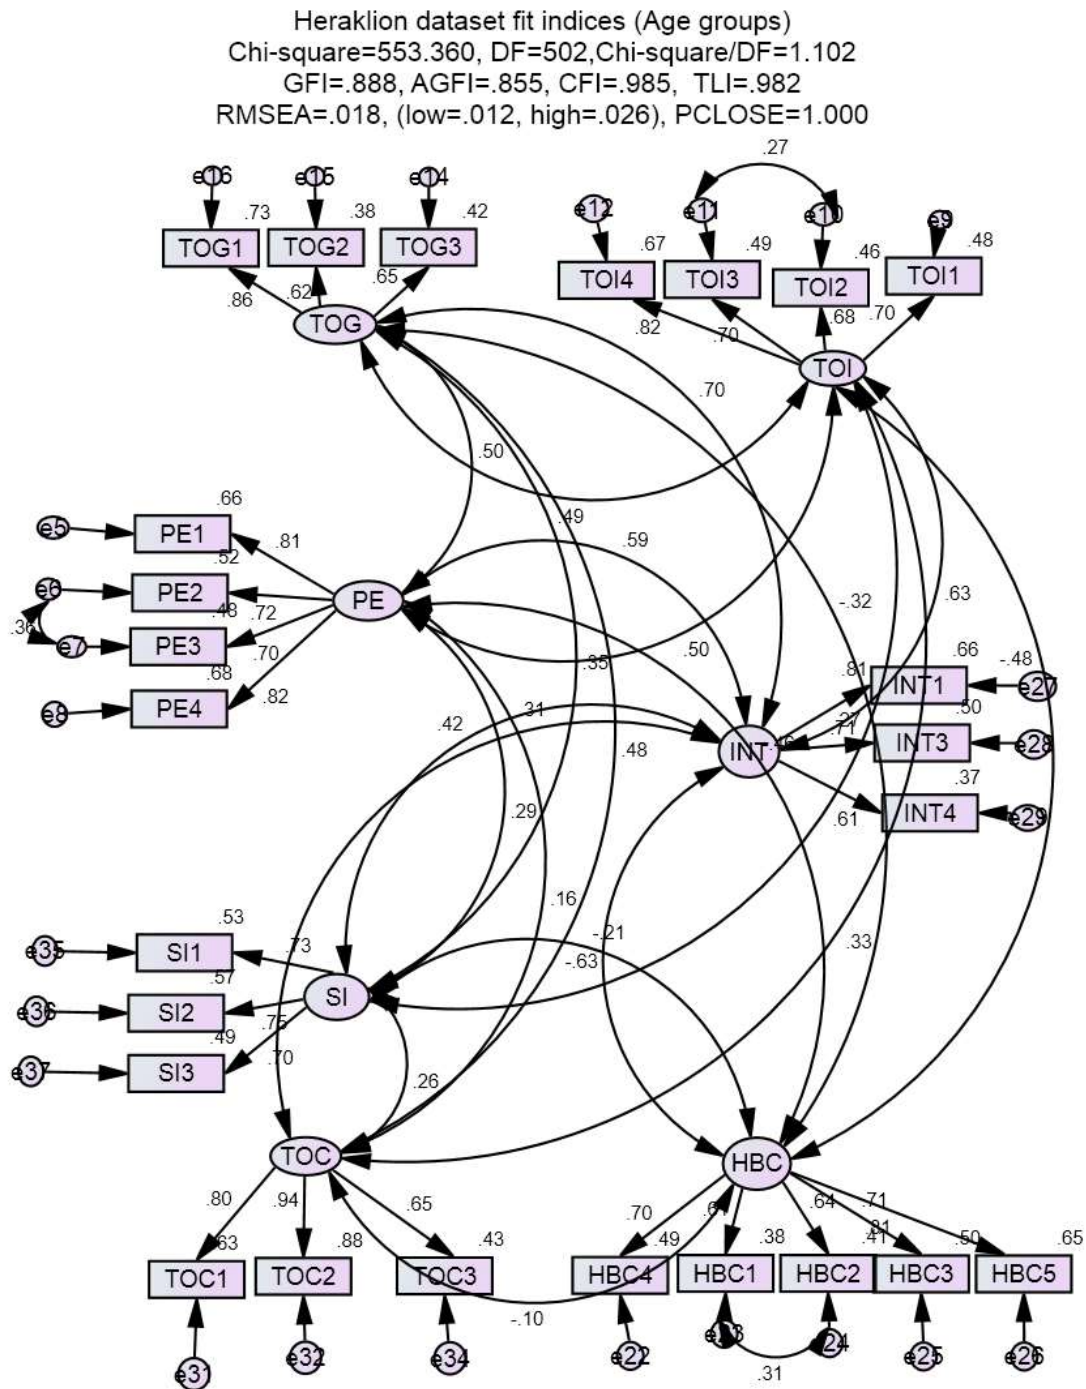 Heraklion dataset fit indices (Age groups)
Chi-square=553.360, DF=502,Chi-square/DF=1.102
GFI=.888, AGFI=.855, CFI=.985, TLI=.982
RMSEA=.018, (low=.012, high=.026), PCLOSE=1.000
e16 e15 e14 .27
e12 e11 e10 e9
.73 .38 .42
TOG1 TOG2 TOG3
.67 .49 .46 .48
TOI4 TOI3 TOI2 TOI1
.86 .62 .65
TOG
.82 .70 .68 .70
TOI
.70
.50
.66
.49
e5 PE1 .81 .59
.52
e6 PE2 .72
PE
.63
-.32
.36 .48
e7 PE3 .70
.35 .50
.68 .81 .66 -.48
e8 PE4 .82
INT1 e27
.42 .31 .71 .50
.48 INT .46 INT3 e28
.37
.29 .61 INT4 e29
.16
.53 -.21 .33
e35 SI1 .73 -.63
.57 SI
e36 SI2 .75
.49
e37 SI3 .70
.26
TOC HBC
.80 .94 .65 .70 .64 .71
.81
.63 .88 .43 .49 .38 .41 .50 .65
TOC1 TOC2 TOC3 HBC4 HBC1 HBC2 HBC3 HBC5
-.10
e31 e32 e34 e22 e23 e24 e25 e26
.31